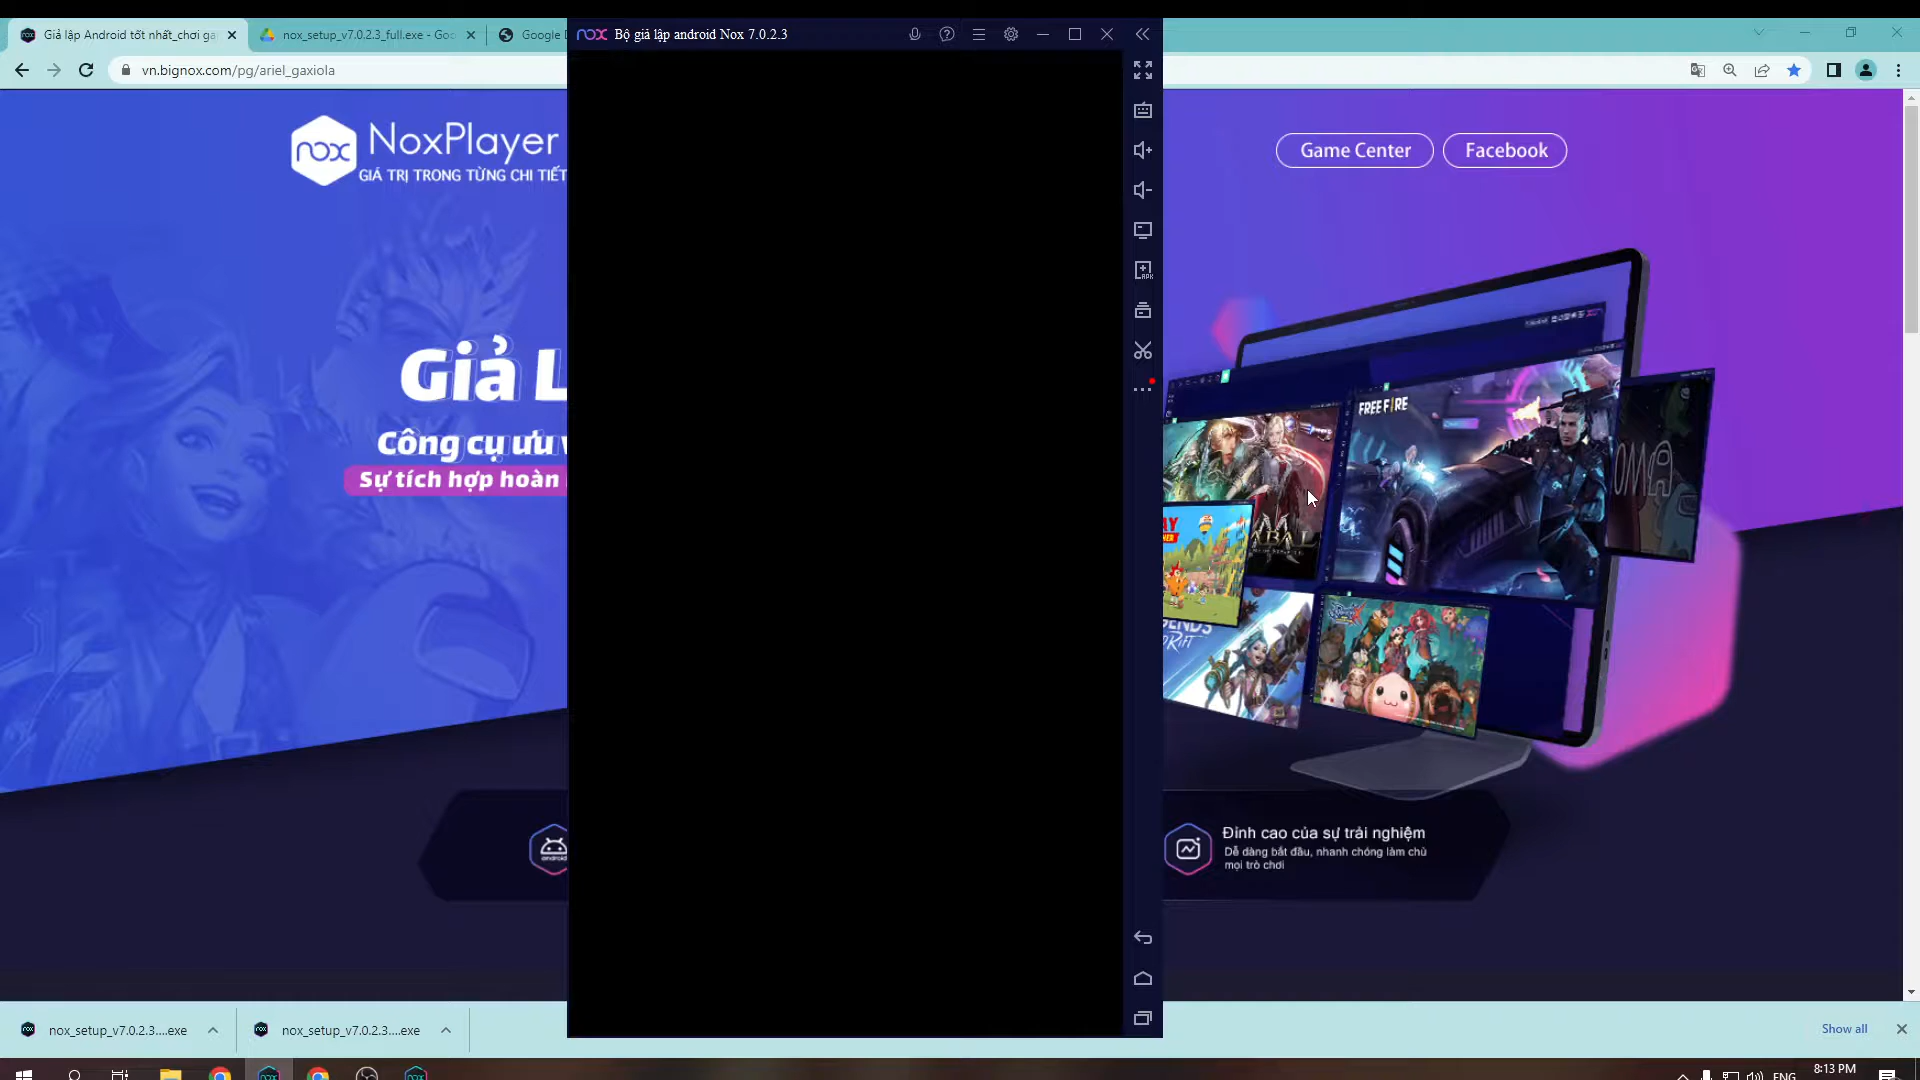 Giả lập Android tốt nhất_chơi ga
nox_setup_v7.0.2.3_full.exe - Goo
Google
nox Bộ giả lập android Nox 7.0.2.3
vn.bignox.com/pg/ariel_gaxiola
nox NoxPlayer
GIÁ TRỊ TRONG TỪNG CHI TIẾT
Game Center
Facebook
APK
Giả L
Công cụ ưu v
Sự tích hợp hoàn
FREE FIRE
android
Đỉnh cao của sự trải nghiệm
Dễ dàng bắt đầu, nhanh chóng làm chủ
mọi trò chơi
nox_setup_v7.0.2.3....exe
nox_setup_v7.0.2.3....exe
Show all
ENG
8:13 PM